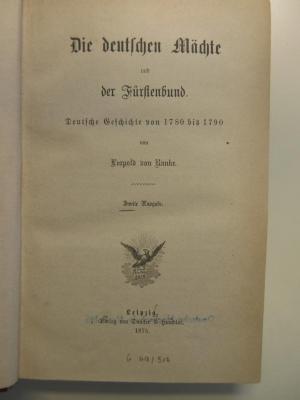 Die deutschen Mächte
und
der Fürstenbund.
Deutsche Geschichte von 1780 bis 1790
von
Leopold von Ranke.
Zweite Ausgabe.
Leipzig,
Verlag von Duncker & Humblot.
1875.